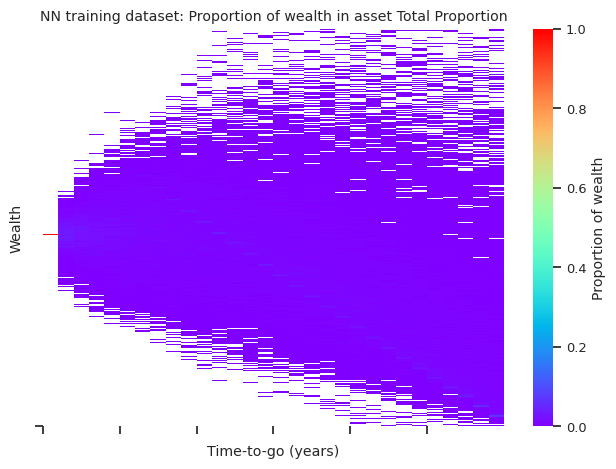 NN training dataset: Proportion of wealth in asset Total Proportion
Wealth
Time-to-go (years)
1.0
0.8
0.6
0.4
0.2
0.0
Proportion of wealth